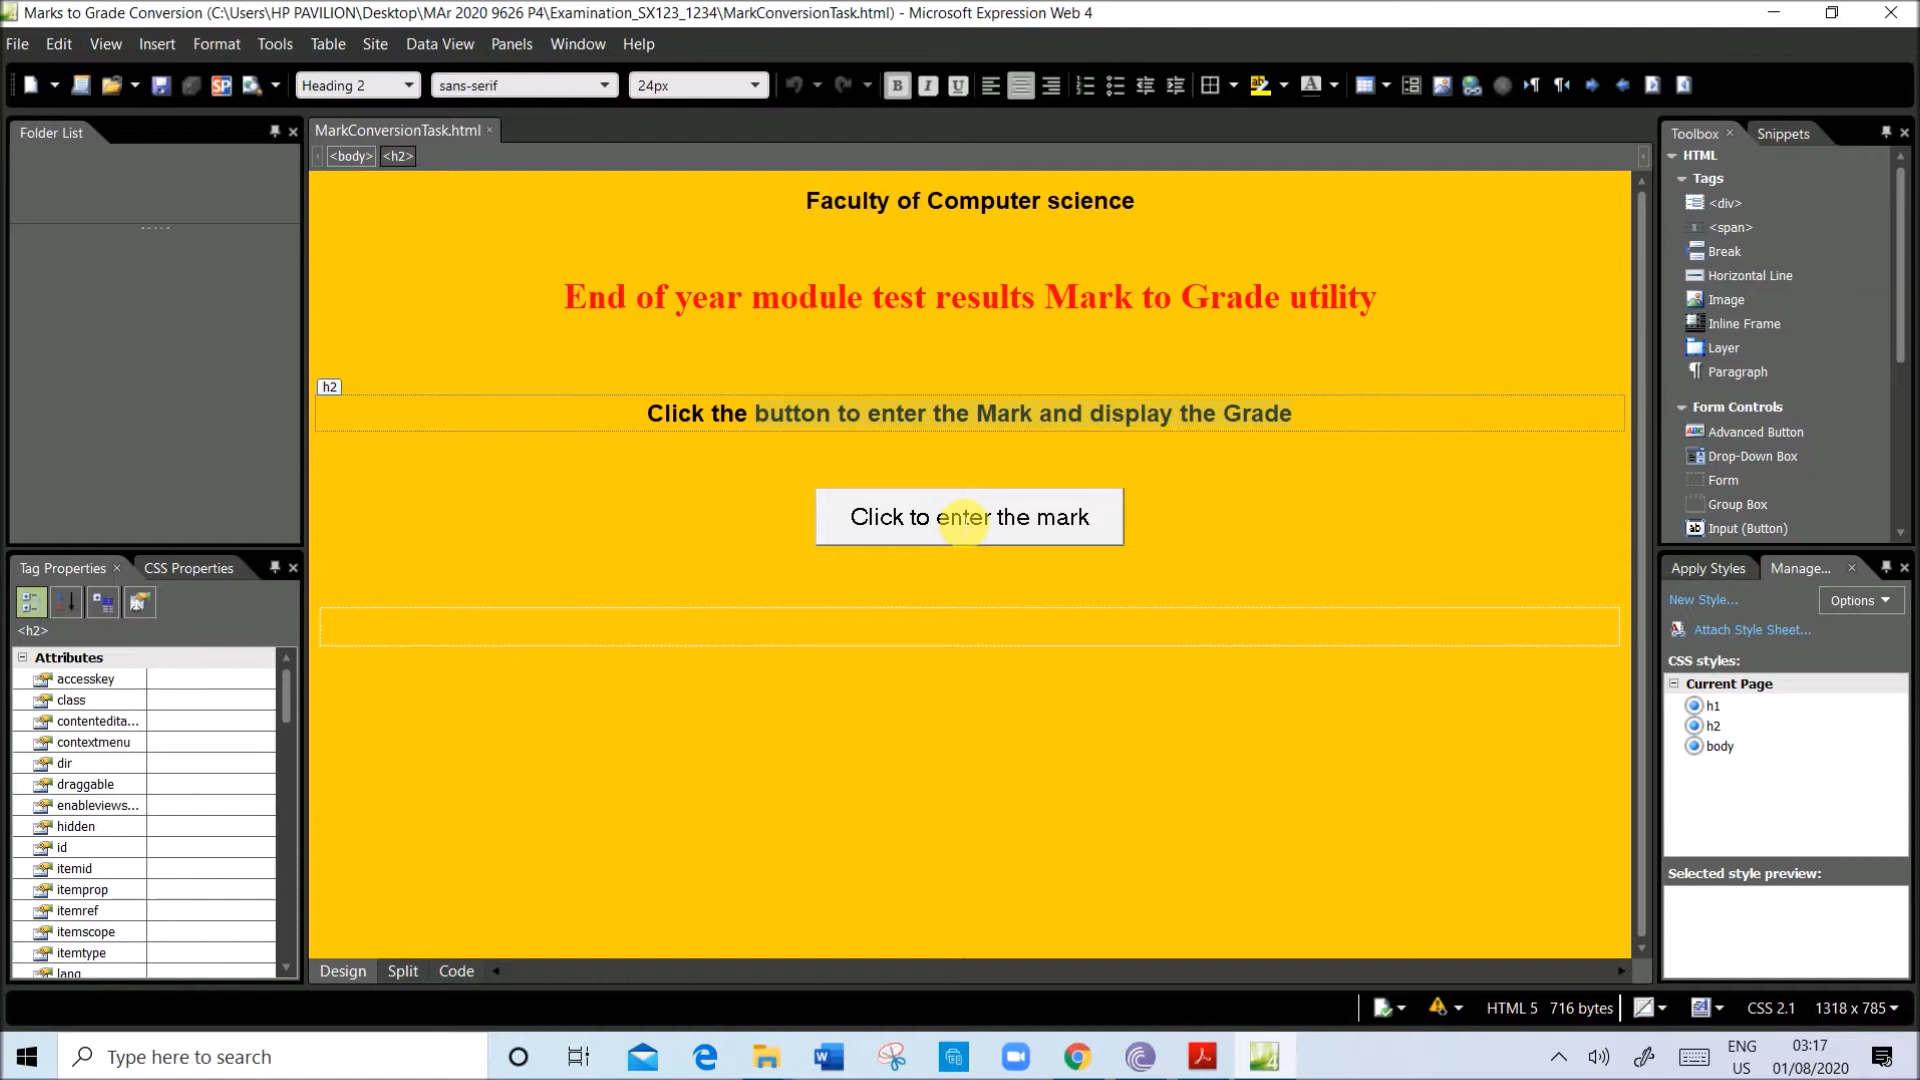 Marks to Grade Conversion (C:\Users\HP PAVILION\Desktop\MAr 2020 9626 P4\Examination_SX123_1234\MarkConversionTask.html) - Microsoft Expression Web 4
File Edit View Insert Format Tools Table Site Data View Panels Window Help
Heading 2 sans-serif 24px
Folder List
MarkConversionTask.html
<body> <h2>
Faculty of Computer science
End of year module test results Mark to Grade utility
h2
Click the button to enter the Mark and display the Grade
Click to enter the mark
Design Split Code
Tag Properties CSS Properties
<h2>
Attributes
accesskey
class
contentedita...
contextmenu
dir
draggable
enableviews...
hidden
id
itemid
itemprop
itemref
itemscope
itemtype
lang
Toolbox Snippets
HTML
Tags
<div>
<span>
Break
Horizontal Line
Image
Inline Frame
Layer
Paragraph
Form Controls
Advanced Button
Drop-Down Box
Form
Group Box
Input (Button)
Apply Styles Manage...
New Style... Options
Attach Style Sheet...
CSS styles:
Current Page
h1
h2
body
Selected style preview:
HTML 5 716 bytes CSS 2.1 1318 x 785
Type here to search
ENG
US
03:17
01/08/2020